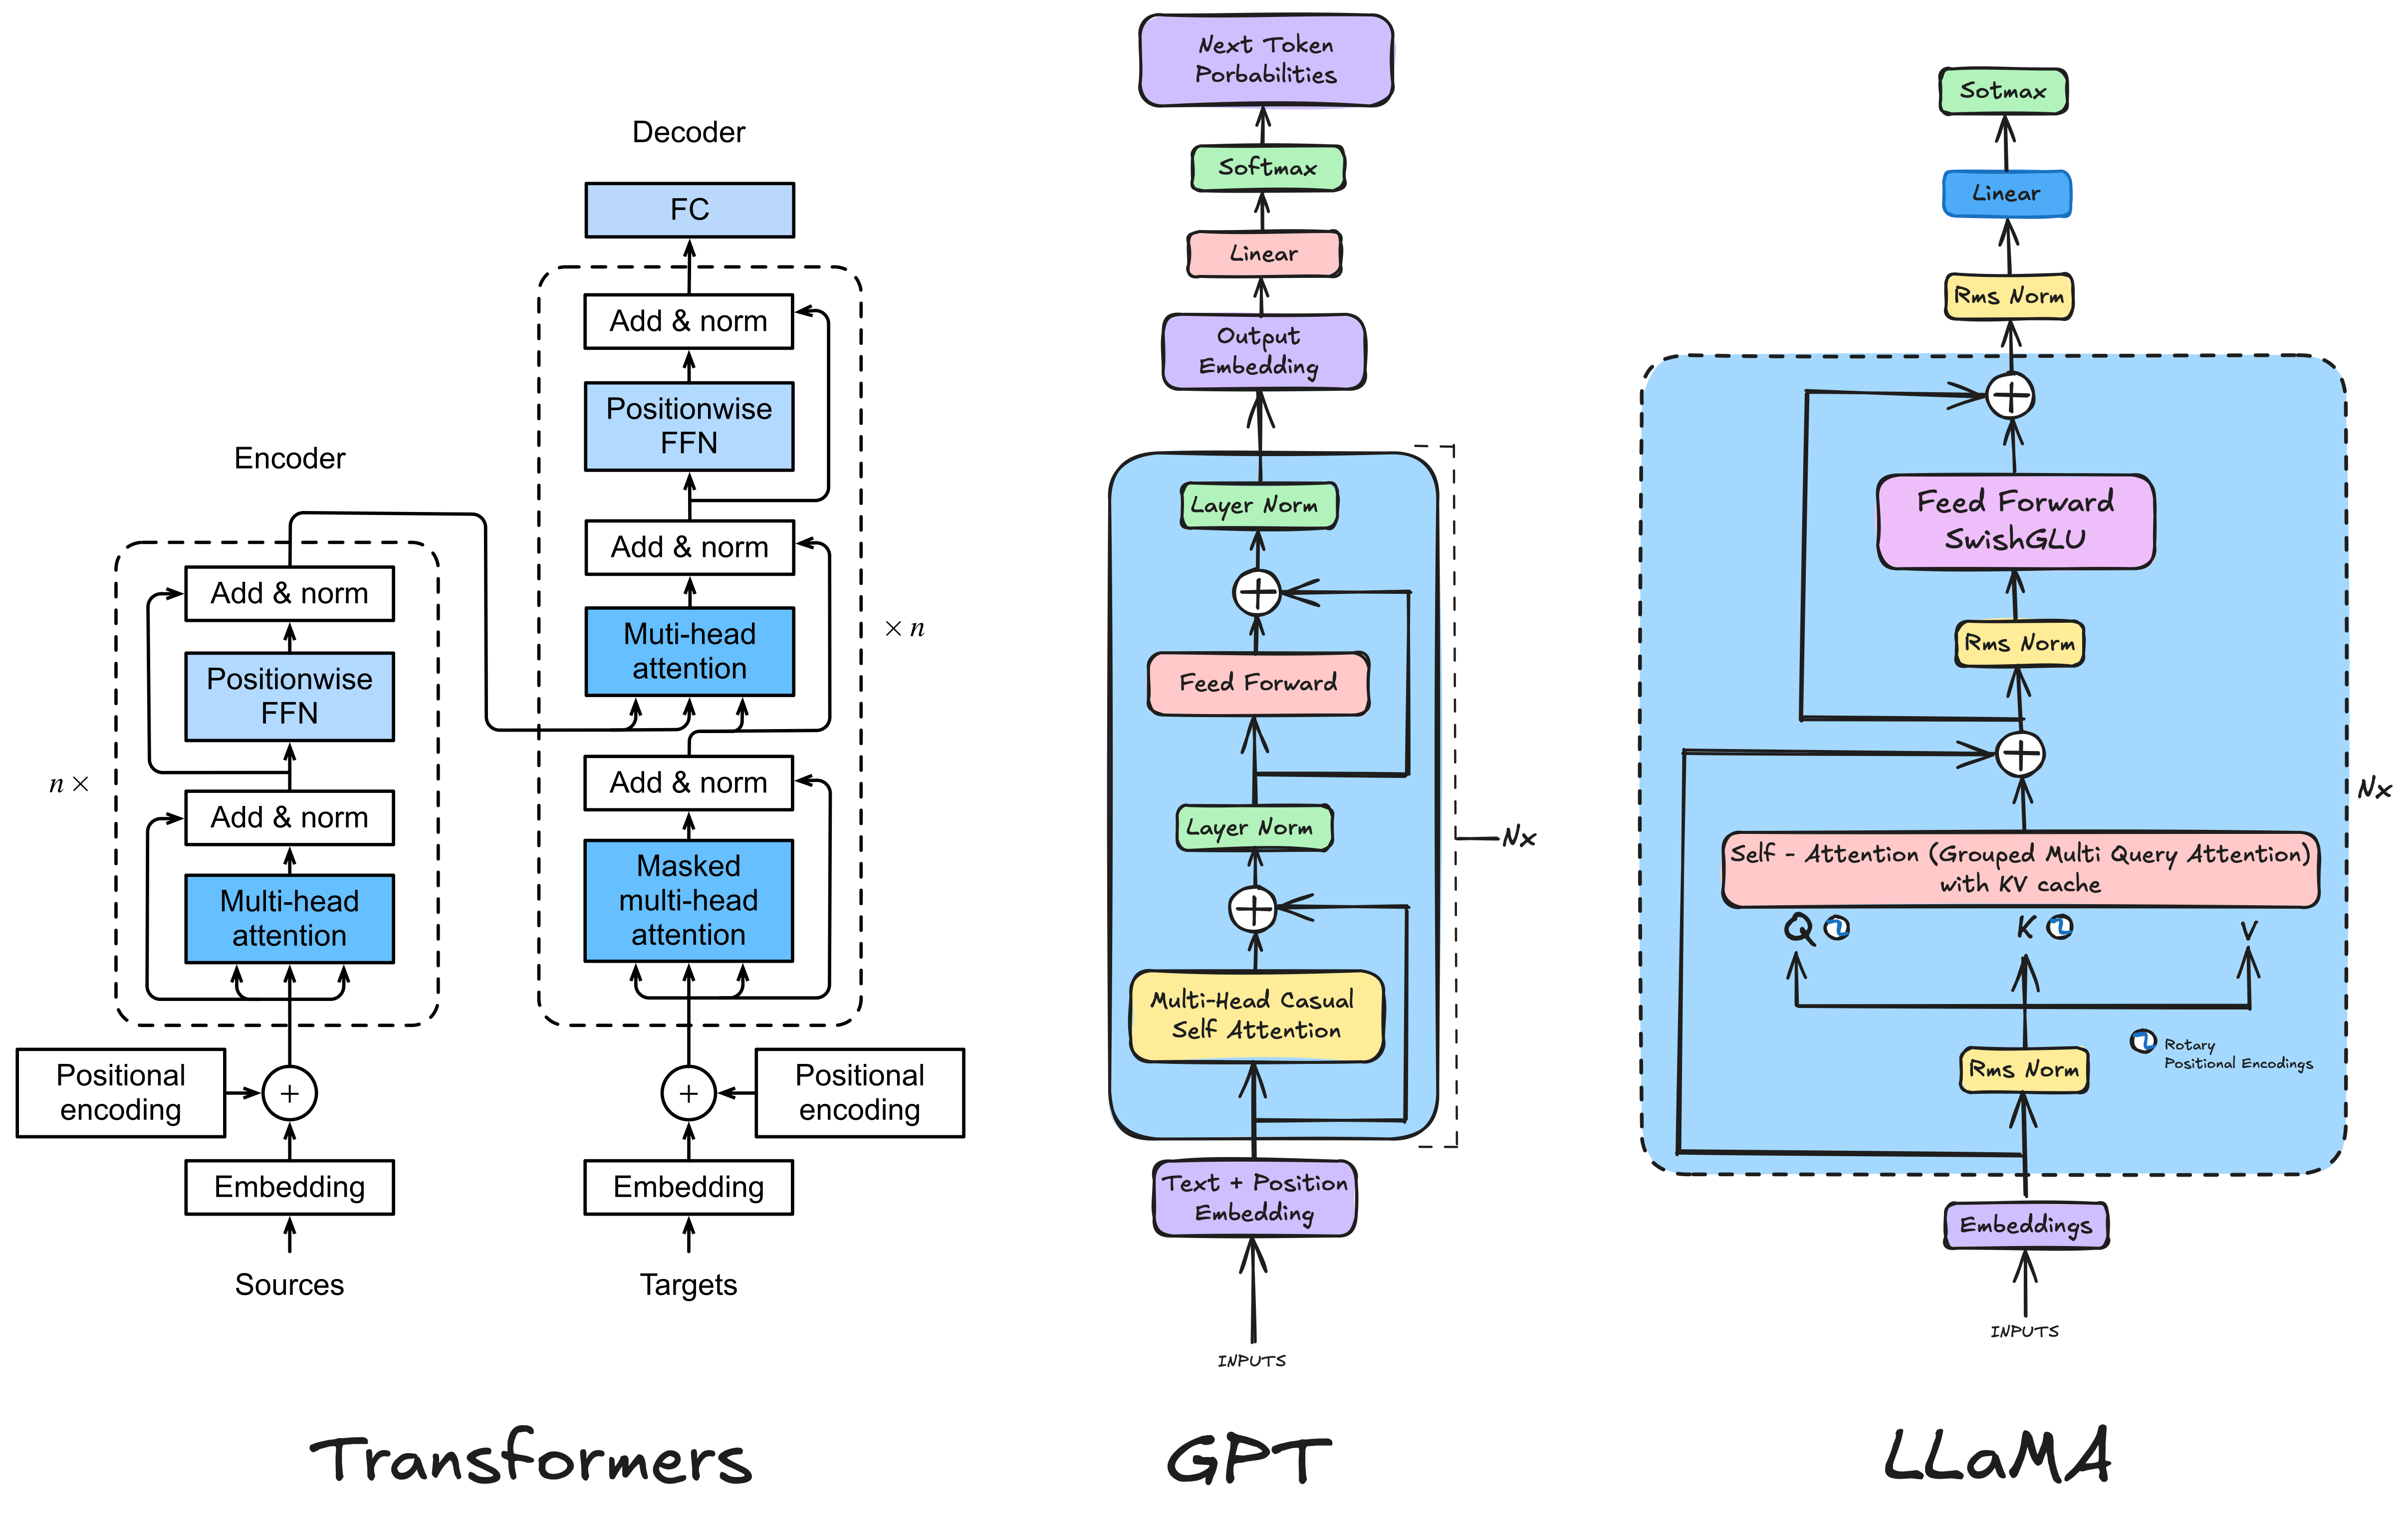 Encoder
Add & norm
Positionwise
FFN
n ×
Add & norm
Multi-head
attention
Positional
encoding
+
Embedding
Sources
Decoder
FC
Add & norm
Positionwise
FFN
Add & norm
Muti-head
attention
× n
Add & norm
Masked
multi-head
attention
+
Positional
encoding
Embedding
Targets
Transformers
Next Token
Porbabilities
Softmax
Linear
Output
Embedding
Layer Norm
Feed Forward
Layer Norm
Nx
Multi-Head Casual
Self Attention
Text + Position
Embedding
INPUTS
GPT
Sotmax
Linear
Rms Norm
Feed Forward
SwishGLU
Rms Norm
Nx
Self - Attention (Grouped Multi Query Attention)
with KV cache
Q K V
Rotary
Positional Encodings
Rms Norm
Embeddings
INPUTS
LLaMA